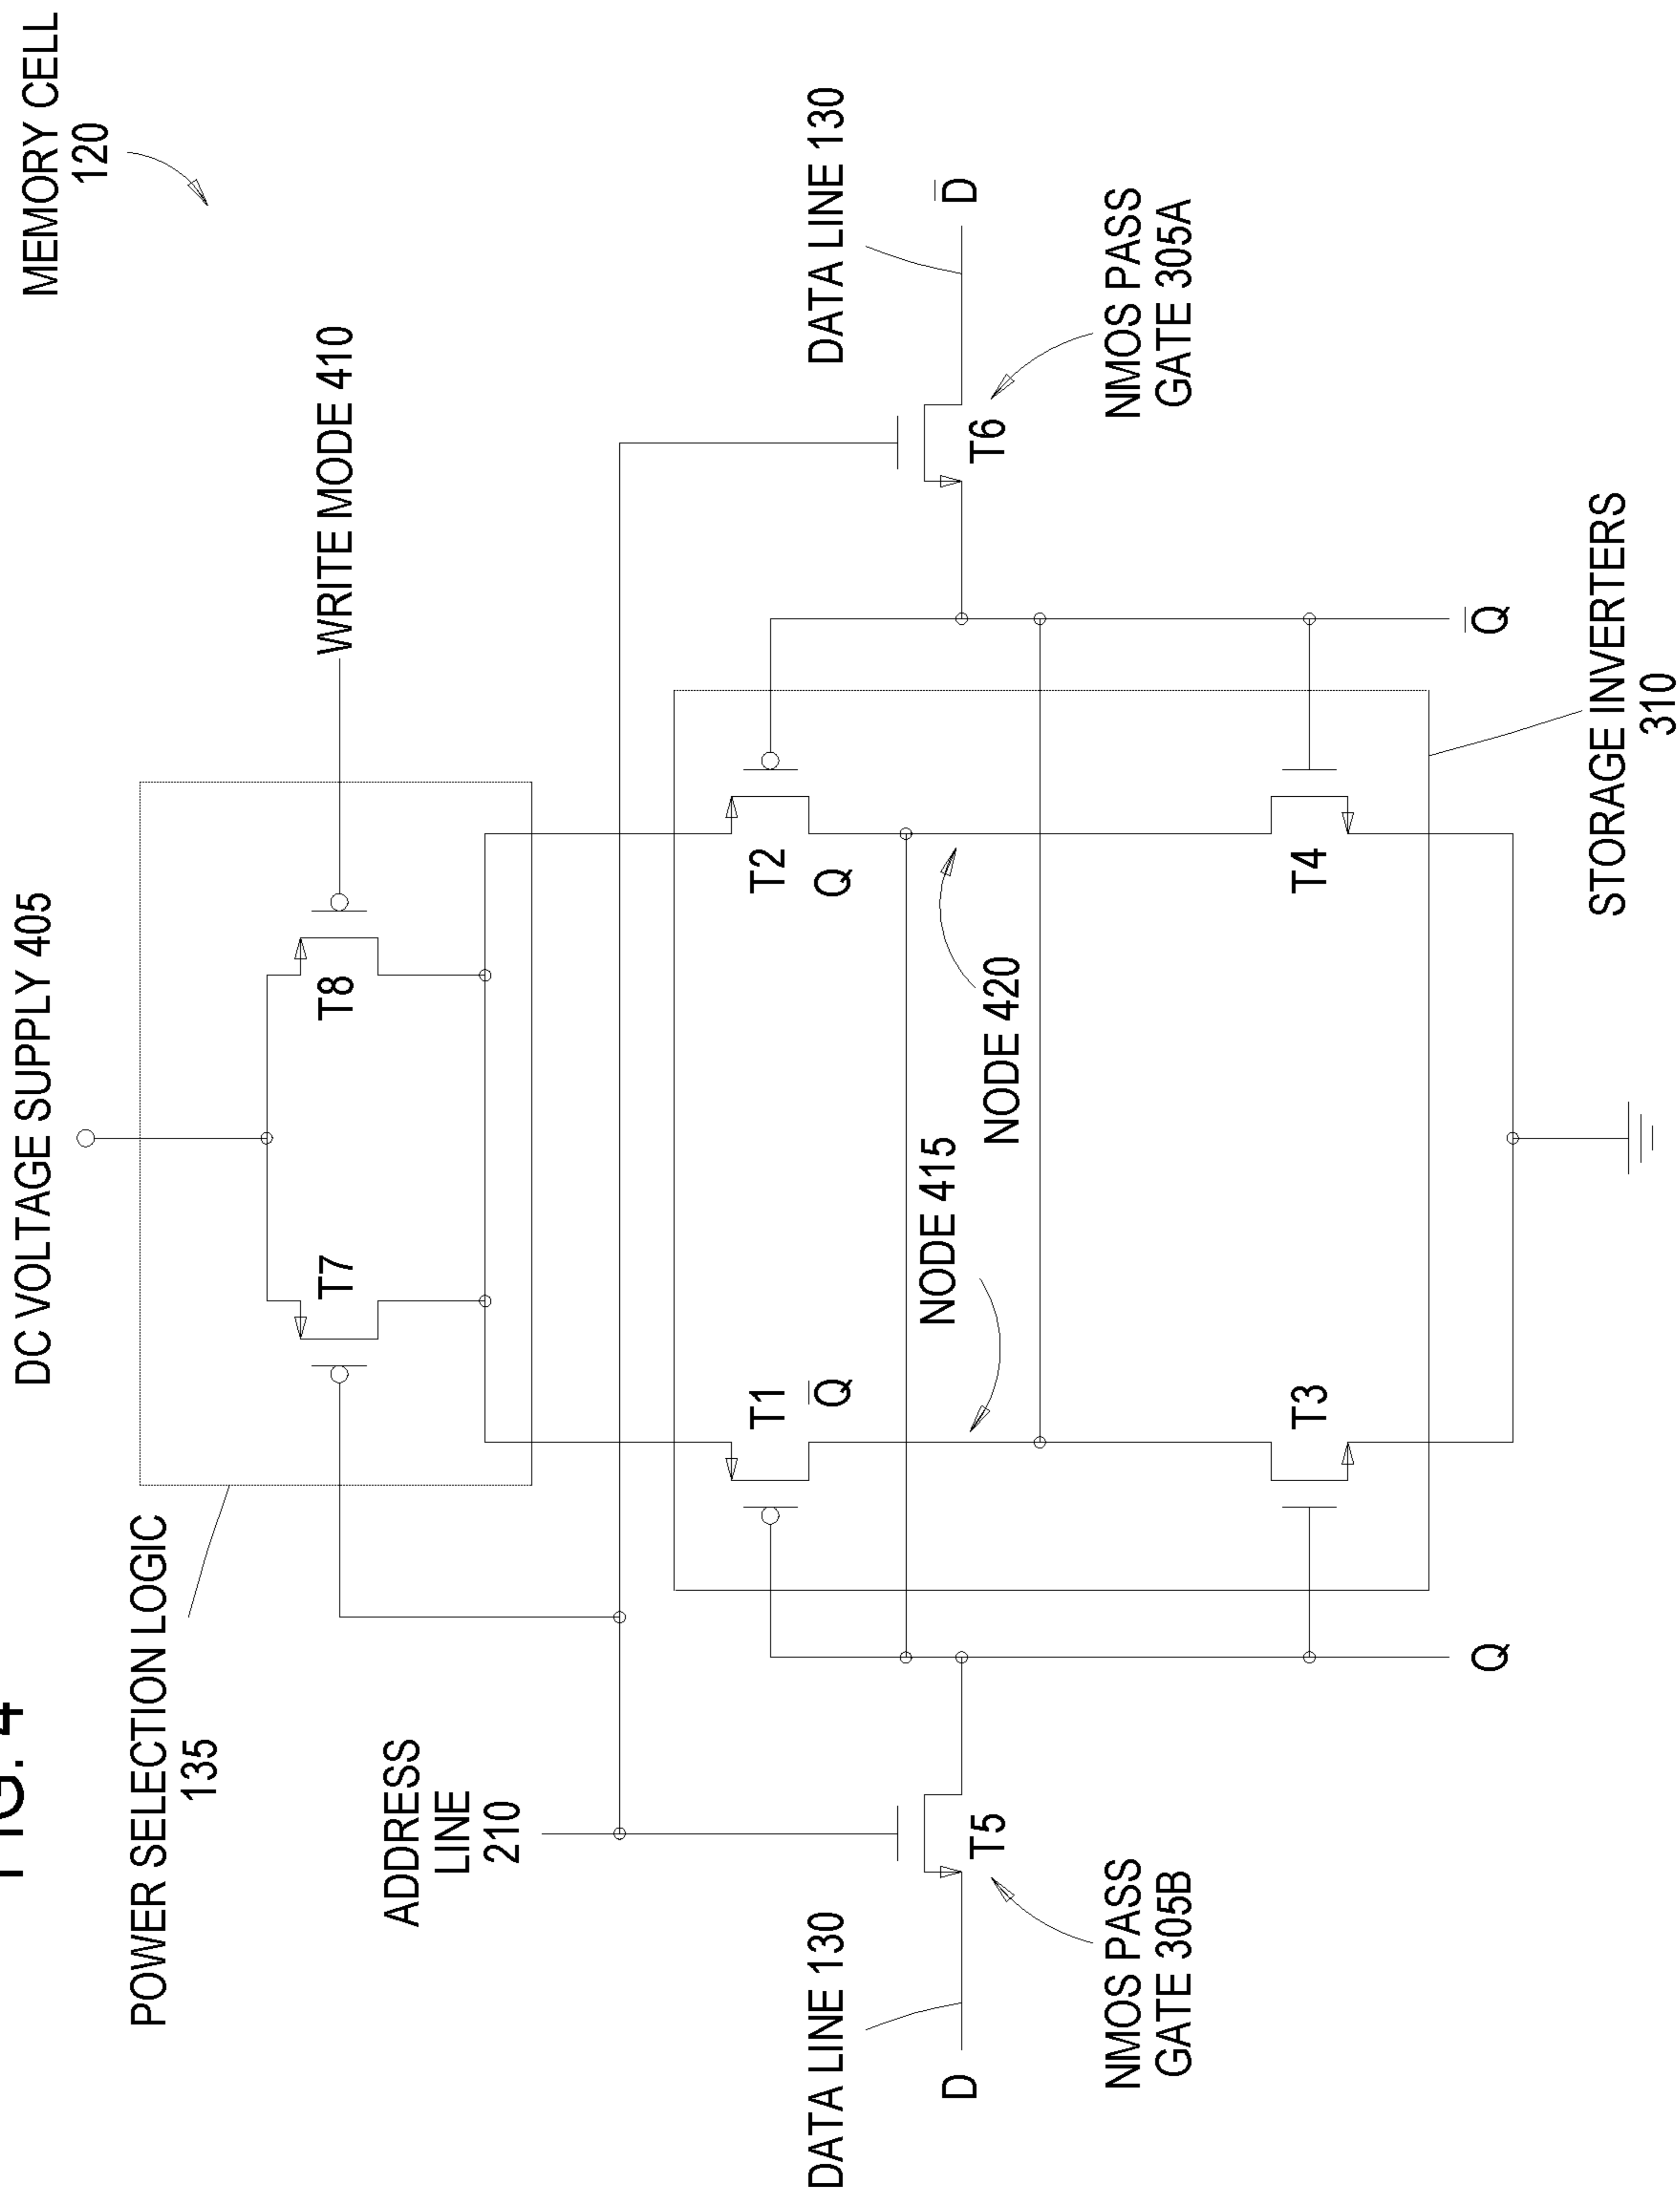 FIG. 4
MEMORY CELL
120
DC VOLTAGE SUPPLY 405
POWER SELECTION LOGIC
135
T7
T8
WRITE MODE 410
ADDRESS
LINE
210
T1
Q̅
T2
Q
DATA LINE 130
DATA LINE 130
NODE 415
NODE 420
D
T5
T6
D̅
NMOS PASS
GATE 305B
NMOS PASS
GATE 305A
T3
T4
Q
Q̅
STORAGE INVERTERS
310